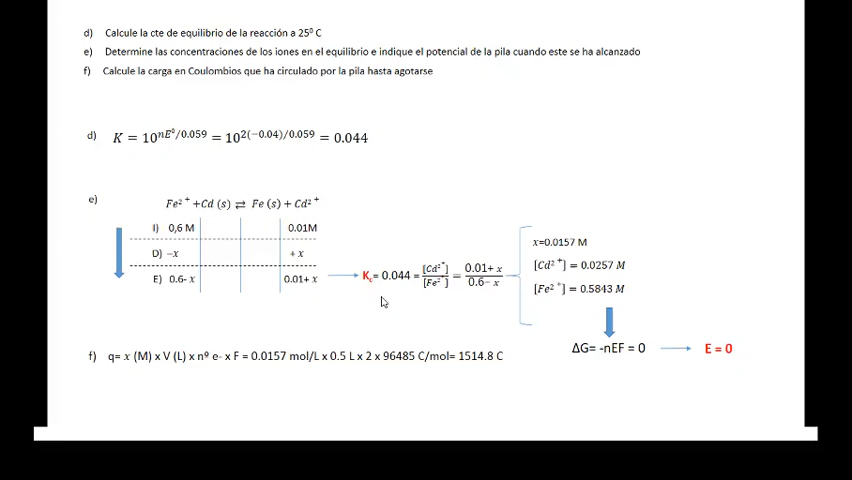 d) Calcule la cte de equilibrio de la reacción a 25⁰ C
e) Determine las concentraciones de los iones en el equilibrio e indique el potencial de la pila cuando este se ha alcanzado
f) Calcule la carga en Coulombios que ha circulado por la pila hasta agotarse
d) K = 10^(nE⁰/0.059) = 10^(2(−0.04)/0.059) = 0.044
e)
Fe²⁺ +Cd (s) ⇄ Fe (s) + Cd²⁺
I) 0,6 M 0.01M
D) −x + x
E) 0.6- x 0.01+ x
Kc= 0.044 = [Cd²⁺]/[Fe²⁺] = 0.01+ x/0.6− x
x=0.0157 M
[Cd²⁺] = 0.0257 M
[Fe²⁺] = 0.5843 M
ΔG= -nEF = 0 E = 0
f) q= x (M) x V (L) x nº e- x F = 0.0157 mol/L x 0.5 L x 2 x 96485 C/mol= 1514.8 C